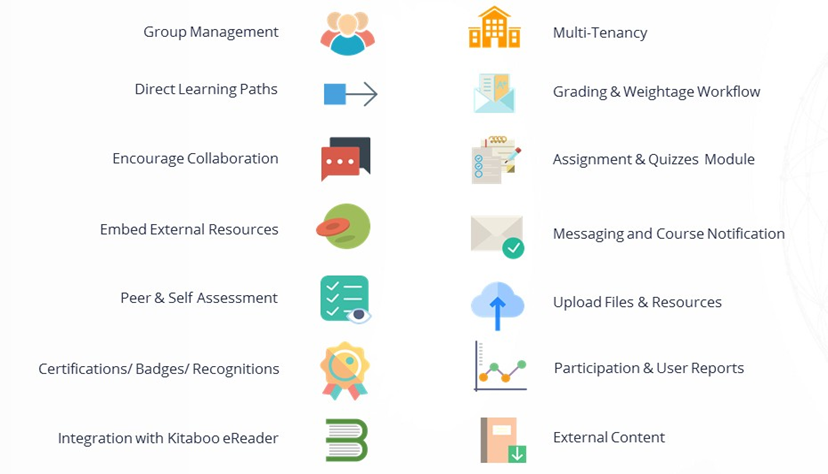 Group Management
Multi-Tenancy
Direct Learning Paths
Grading & Weightage Workflow
Encourage Collaboration
Assignment & Quizzes Module
Embed External Resources
Messaging and Course Notification
Peer & Self Assessment
Upload Files & Resources
Certifications/ Badges/ Recognitions
Participation & User Reports
Integration with Kitaboo eReader
External Content